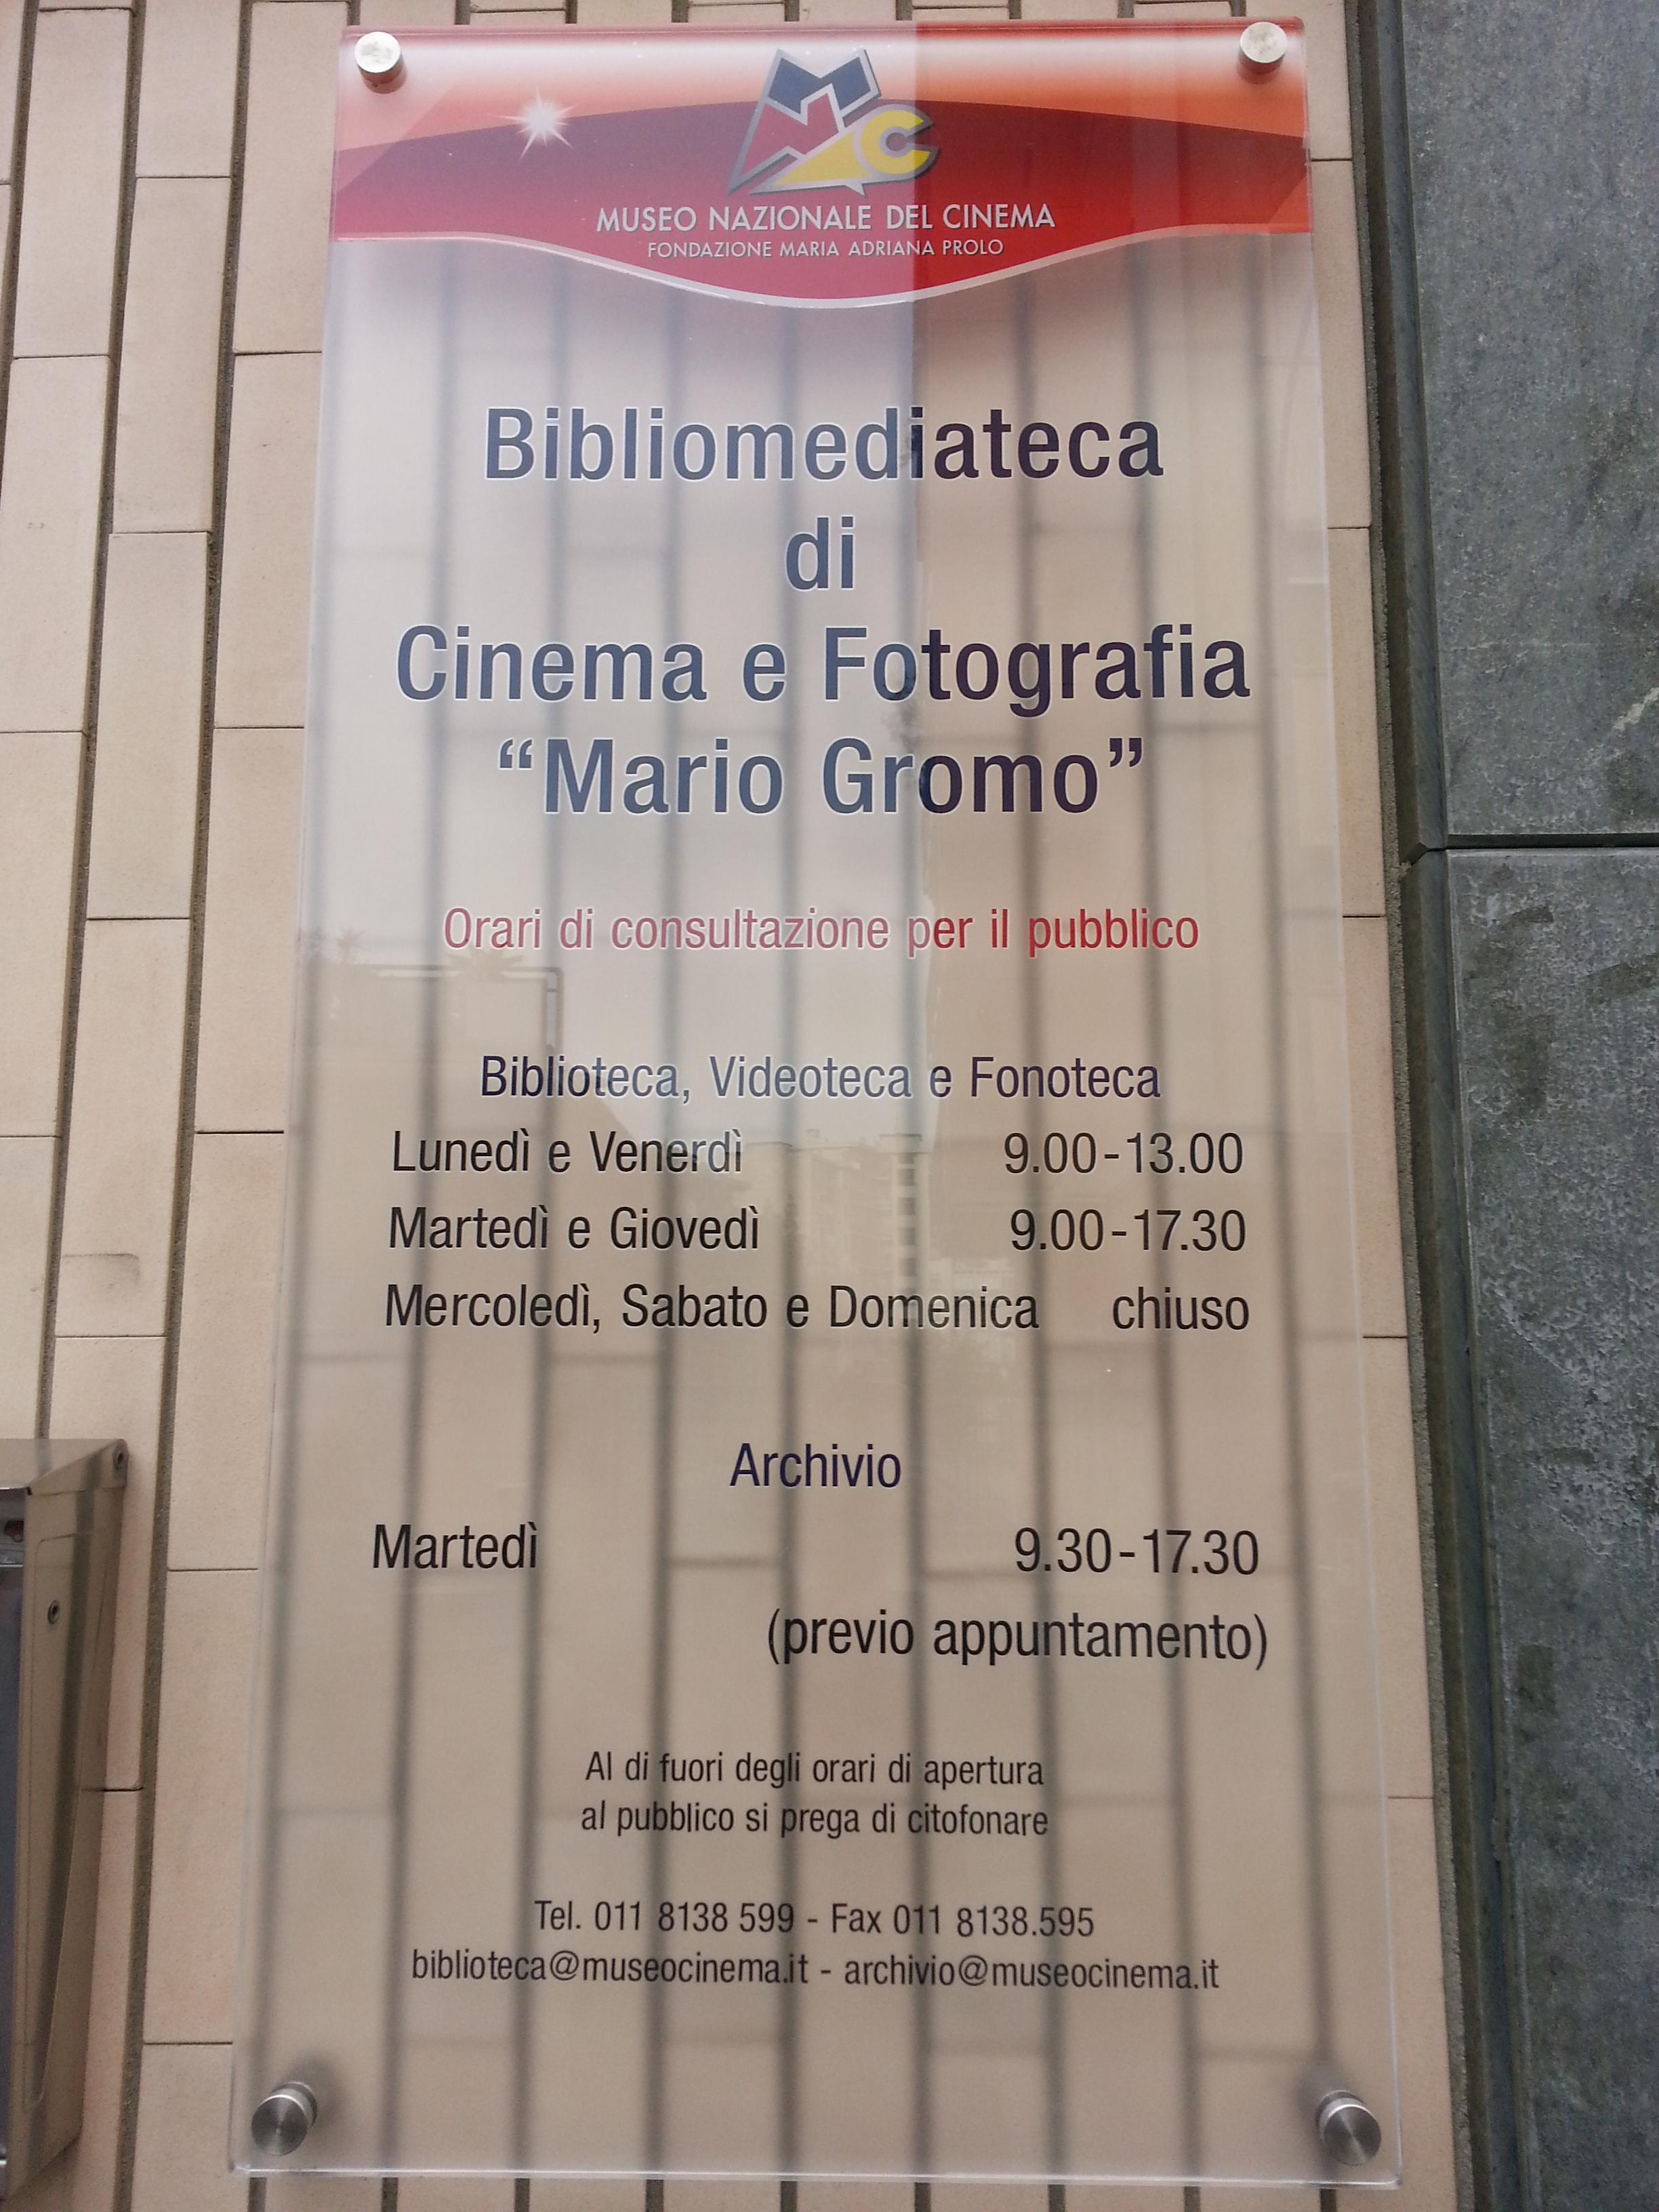 MNC
MUSEO NAZIONALE DEL CINEMA
FONDAZIONE MARIA ADRIANA PROLO
Bibliomediateca
di
Cinema e Fotografia
“Mario Gromo”
Orari di consultazione per il pubblico
Biblioteca, Videoteca e Fonoteca
Lunedì e Venerdì 9.00-13.00
Martedì e Giovedì 9.00-17.30
Mercoledì, Sabato e Domenica chiuso
Archivio
Martedì 9.30-17.30
(previo appuntamento)
Al di fuori degli orari di apertura
al pubblico si prega di citofonare
Tel. 011 8138 599 - Fax 011 8138.595
biblioteca@museocinema.it - archivio@museocinema.it